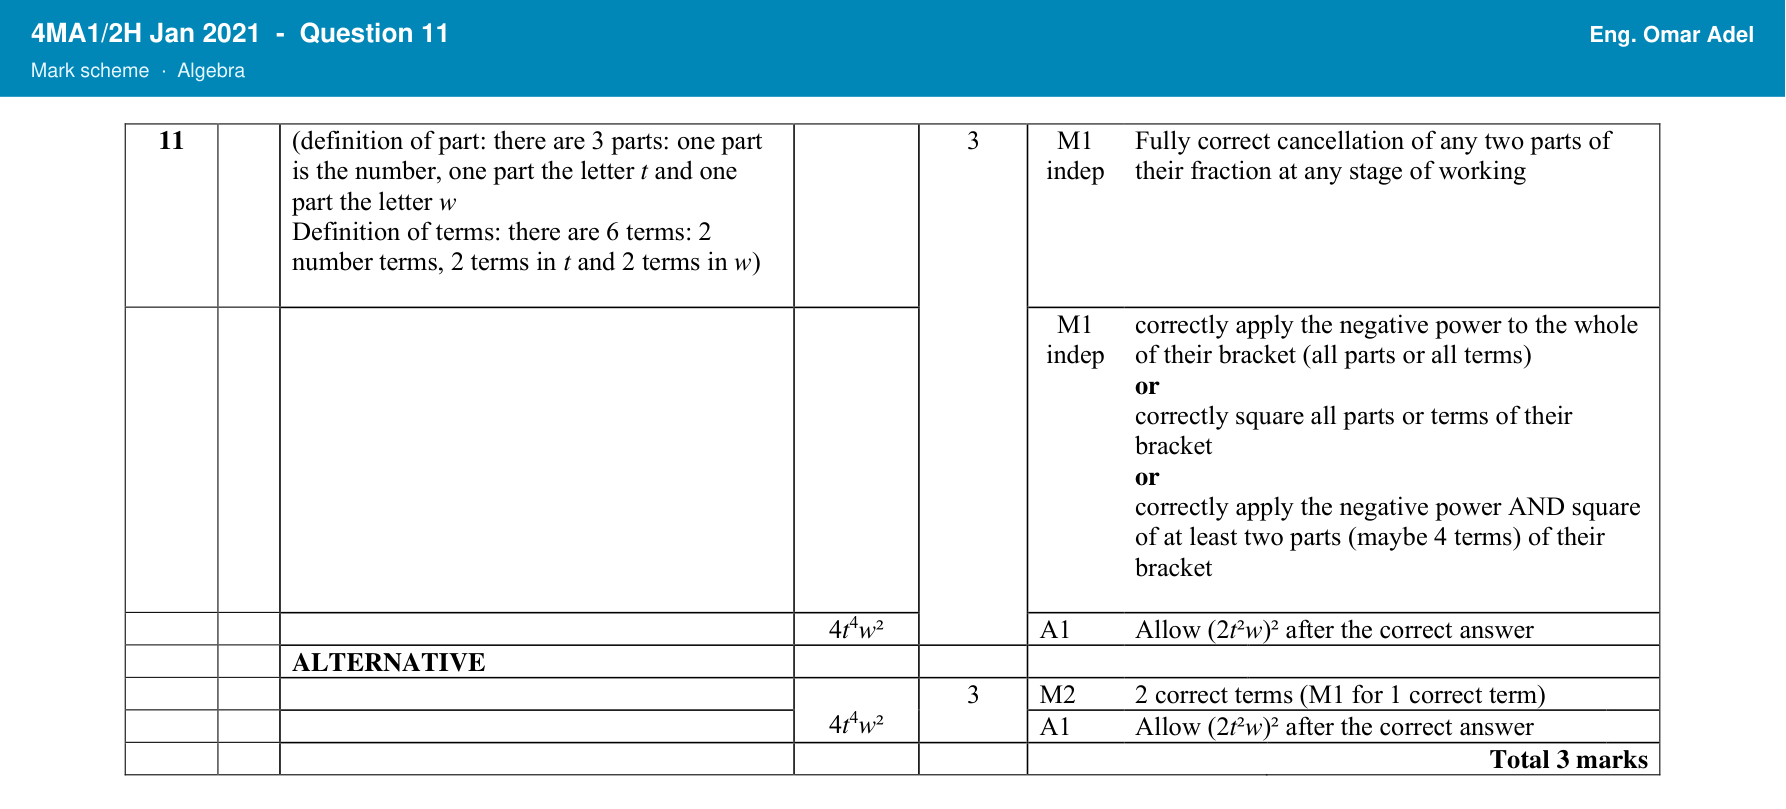 4MA1/2H Jan 2021 - Question 11
Eng. Omar Adel
Mark scheme · Algebra
11
(definition of part: there are 3 parts: one part
is the number, one part the letter t and one
part the letter w
Definition of terms: there are 6 terms: 2
number terms, 2 terms in t and 2 terms in w)
3
M1
indep
Fully correct cancellation of any two parts of
their fraction at any stage of working
M1
indep
correctly apply the negative power to the whole
of their bracket (all parts or all terms)
or
correctly square all parts or terms of their
bracket
or
correctly apply the negative power AND square
of at least two parts (maybe 4 terms) of their
bracket
4t⁴w²
A1
Allow (2t²w)² after the correct answer
ALTERNATIVE
3
M2
2 correct terms (M1 for 1 correct term)
4t⁴w²
A1
Allow (2t²w)² after the correct answer
Total 3 marks